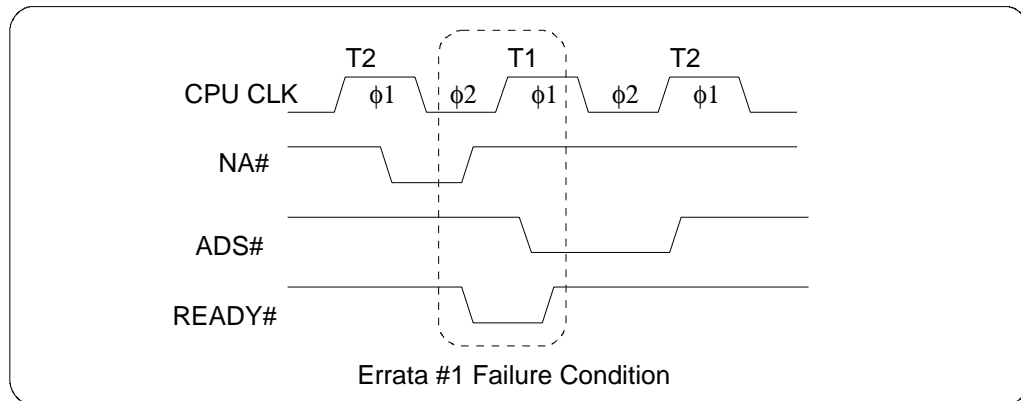 T2 T1 T2
CPU CLK ϕ1 ϕ2 ϕ1 ϕ2 ϕ1
NA#
ADS#
READY#
Errata #1 Failure Condition